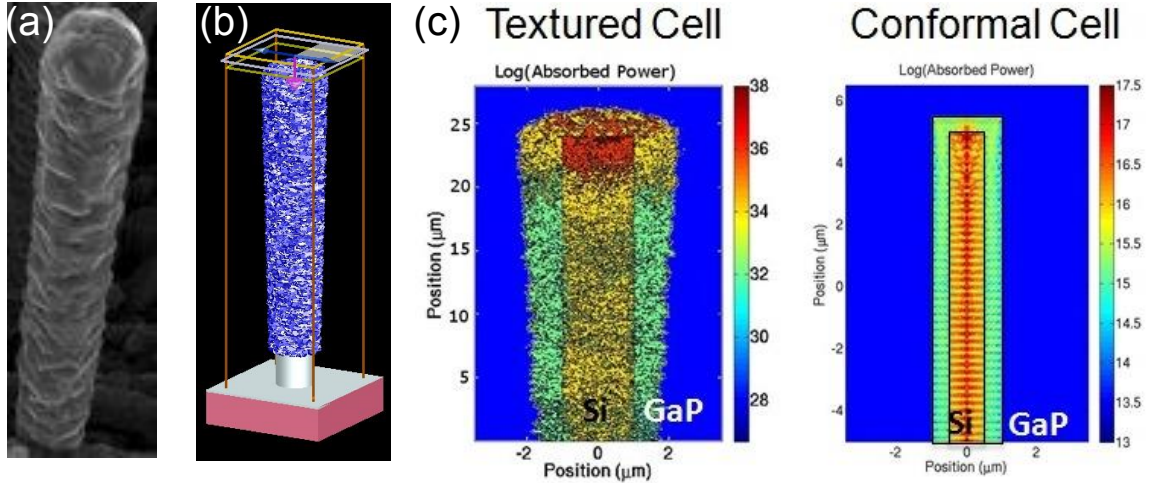 (a)
(b)
(c)
Textured Cell
Conformal Cell
Log(Absorbed Power)
38
36
34
32
30
28
25
20
15
10
5
-2
0
2
Position (μm)
Position (μm)
Si
GaP
Log(Absorbed Power)
17.5
17
16.5
16
15.5
15
14.5
14
13.5
13
6
4
2
0
-2
-4
-2
0
2
Position (μm)
Position (μm)
Si
GaP